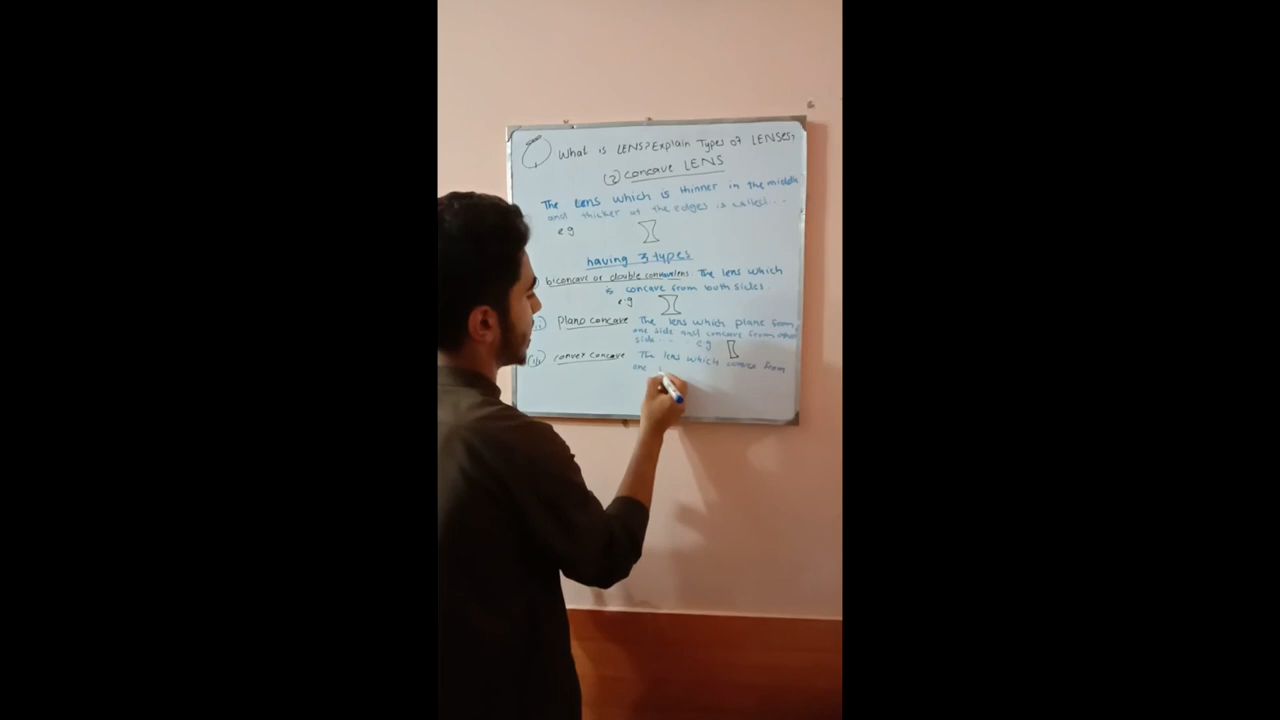 What is LENS? Explain Types of LENSES?
(2) concave LENS
The Lens which is thinner in the middle
and thicker at the edges is called...
e.g
having 3 types
biconcave or double concavelens: The lens which
is concave from both sides.
e.g
(ii) Plano concave The lens which plane from
one side and concave from other
side..... e.g
(iii) convex concave The lens which convex from
one